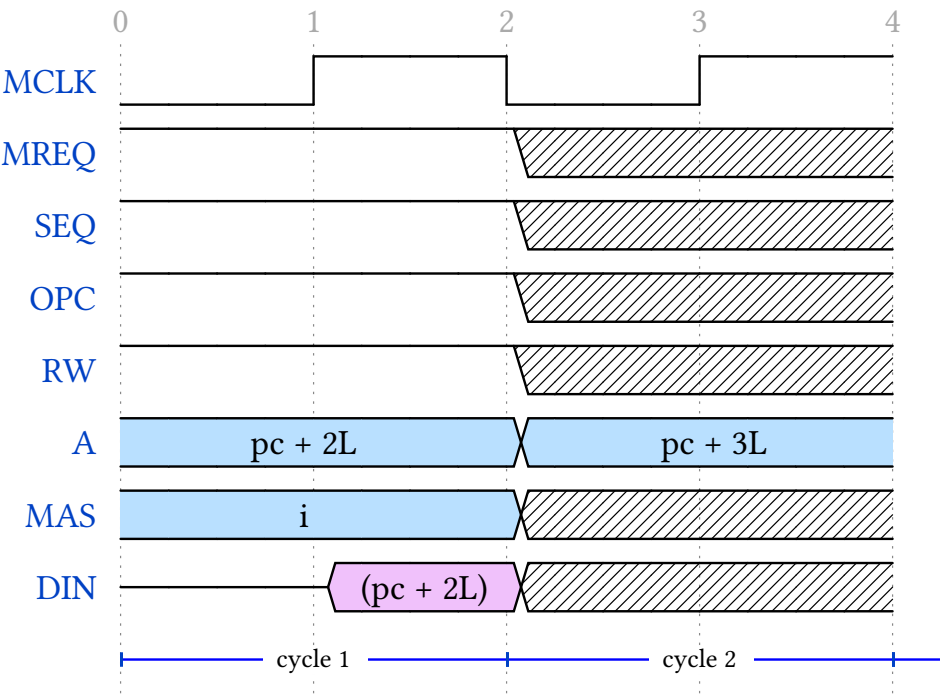 0 1 2 3 4
MCLK
MREQ
SEQ
OPC
RW
A pc + 2L pc + 3L
MAS i
DIN (pc + 2L)
cycle 1 cycle 2